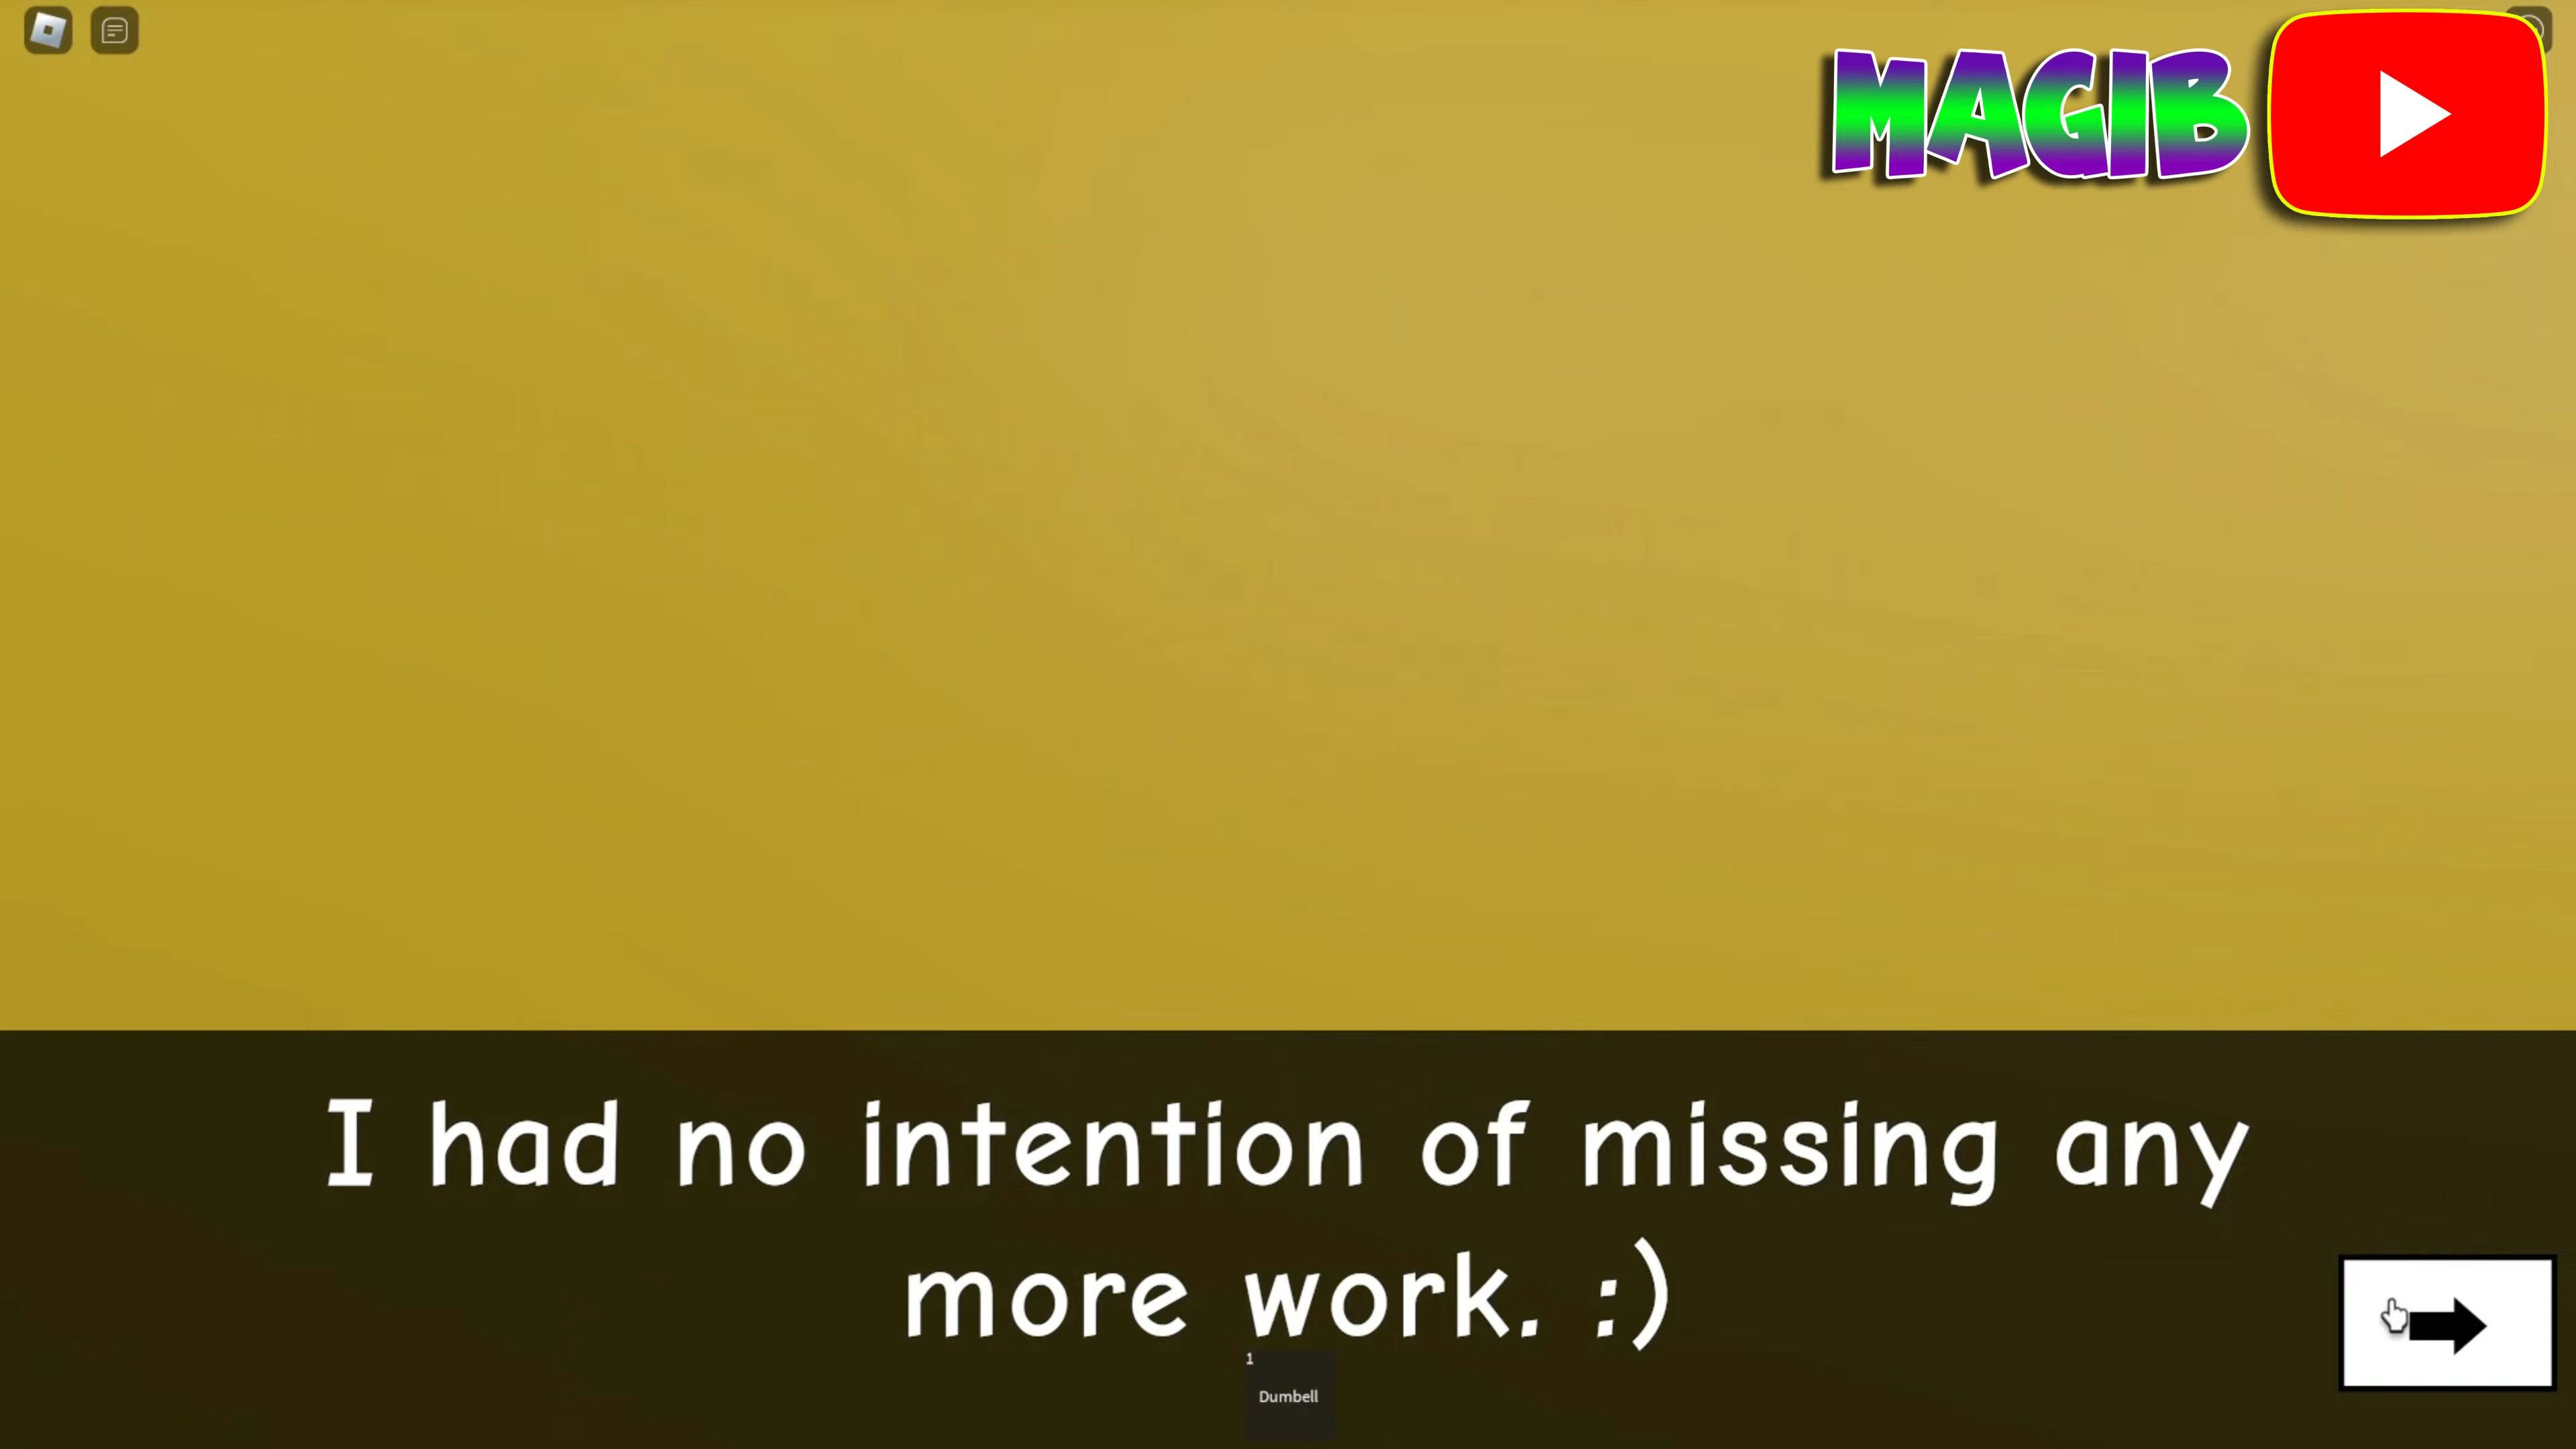 MAGIB
I had no intention of missing any
more work. :)
1
Dumbell